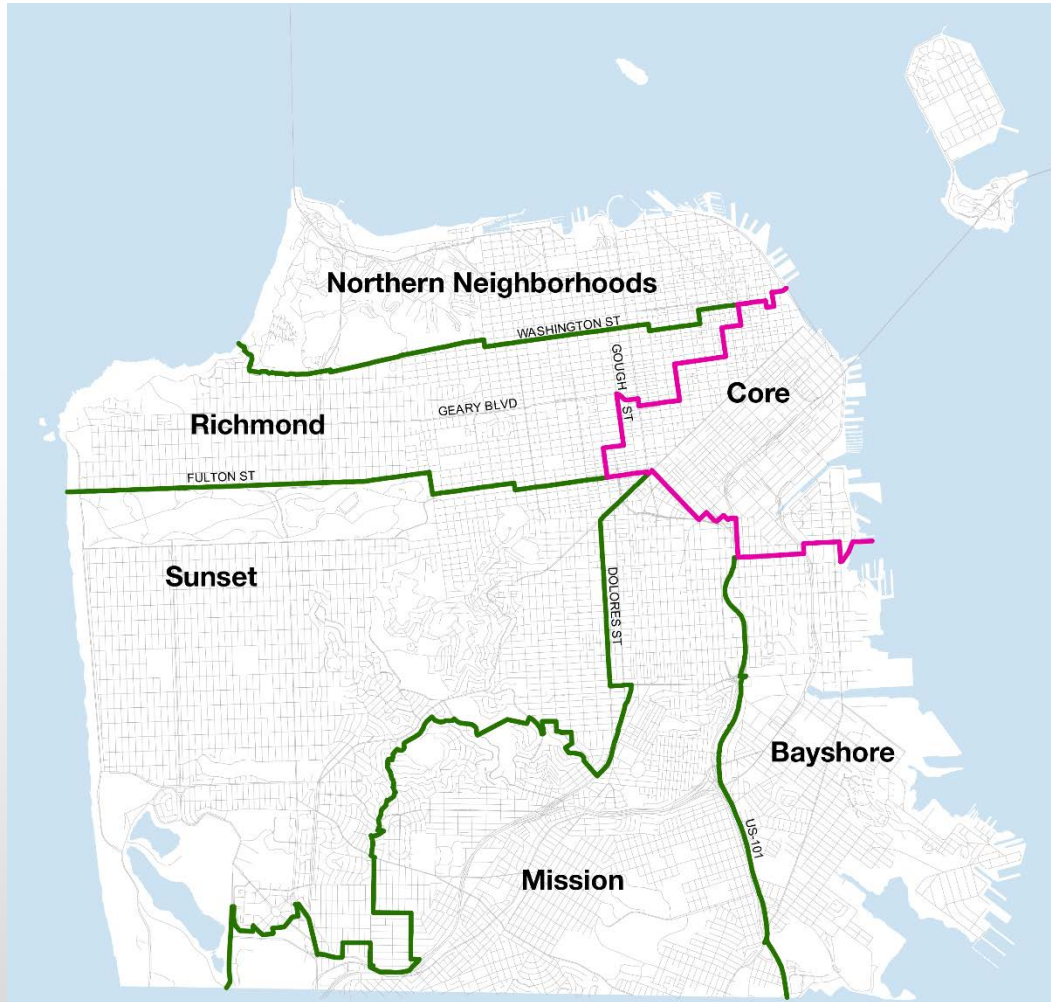 Northern Neighborhoods
WASHINGTON ST
GOUGH ST
Core
GEARY BLVD
Richmond
FULTON ST
Sunset
DOLORES ST
Bayshore
US-101
Mission